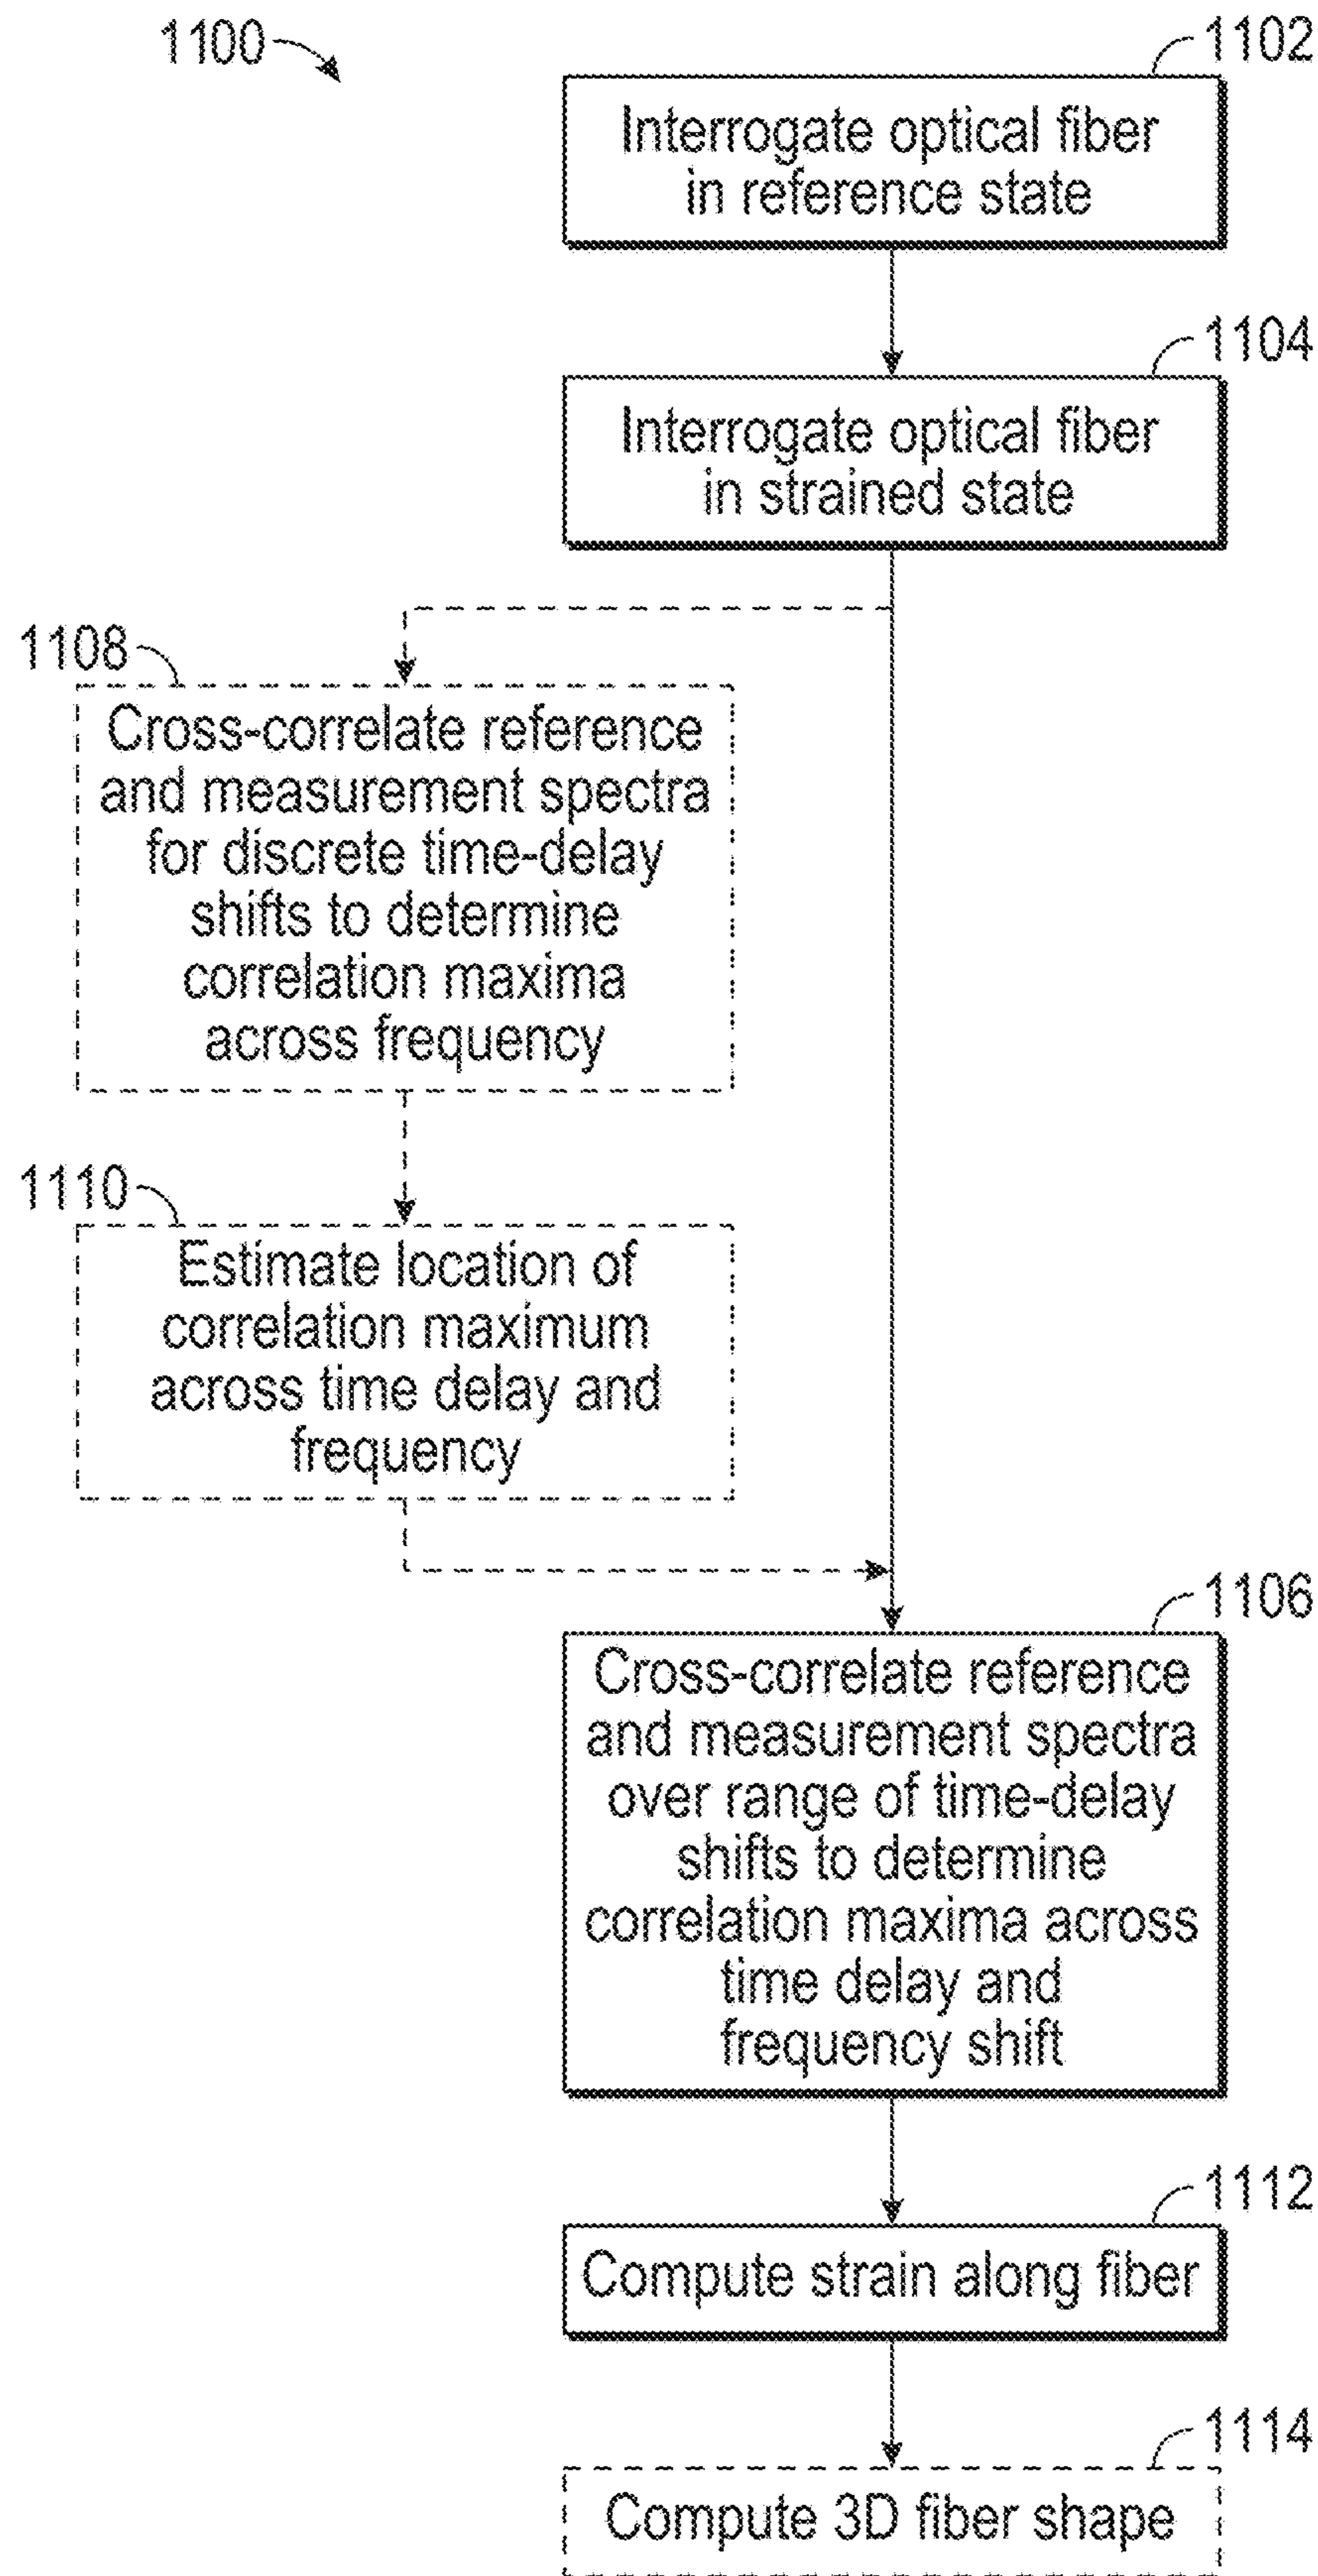 1100
1102
Interrogate optical fiber
in reference state
1104
Interrogate optical fiber
in strained state
1108
Cross-correlate reference
and measurement spectra
for discrete time-delay
shifts to determine
correlation maxima
across frequency
1110
Estimate location of
correlation maximum
across time delay and
frequency
1106
Cross-correlate reference
and measurement spectra
over range of time-delay
shifts to determine
correlation maxima across
time delay and
frequency shift
1112
Compute strain along fiber
1114
Compute 3D fiber shape